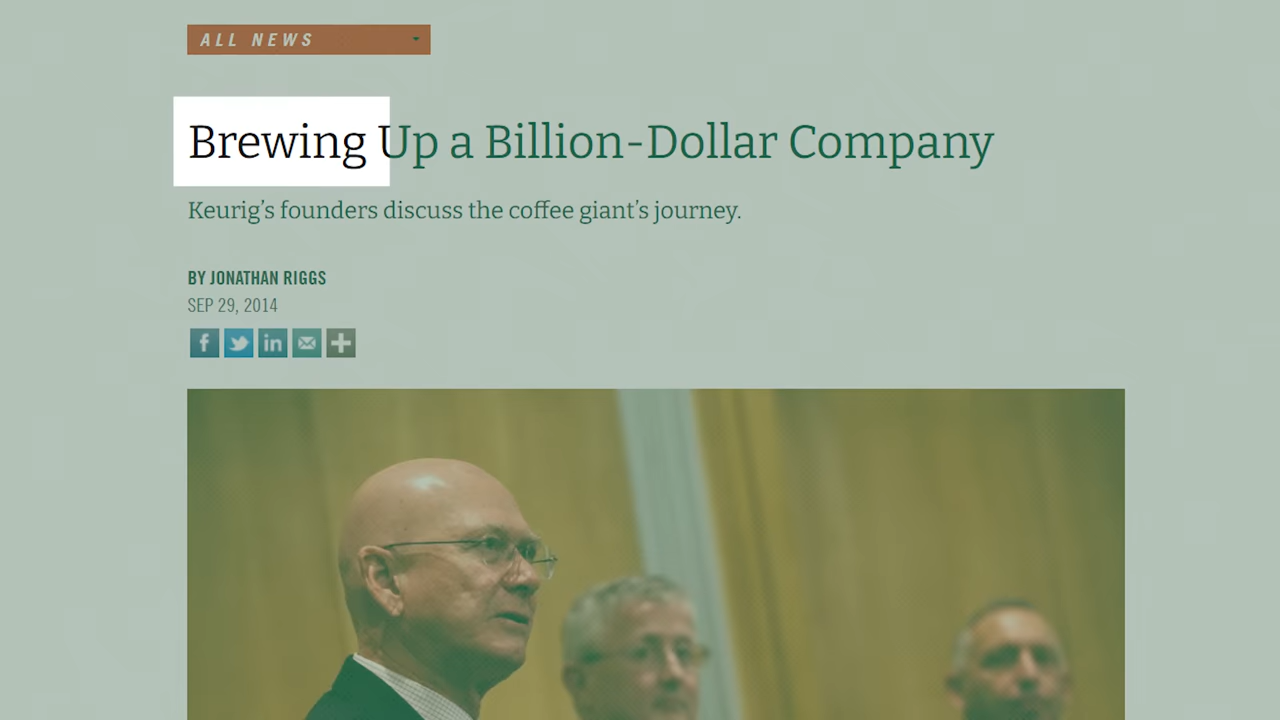 ALL NEWS
Brewing Up a Billion-Dollar Company
Keurig’s founders discuss the coffee giant’s journey.
BY JONATHAN RIGGS
SEP 29, 2014